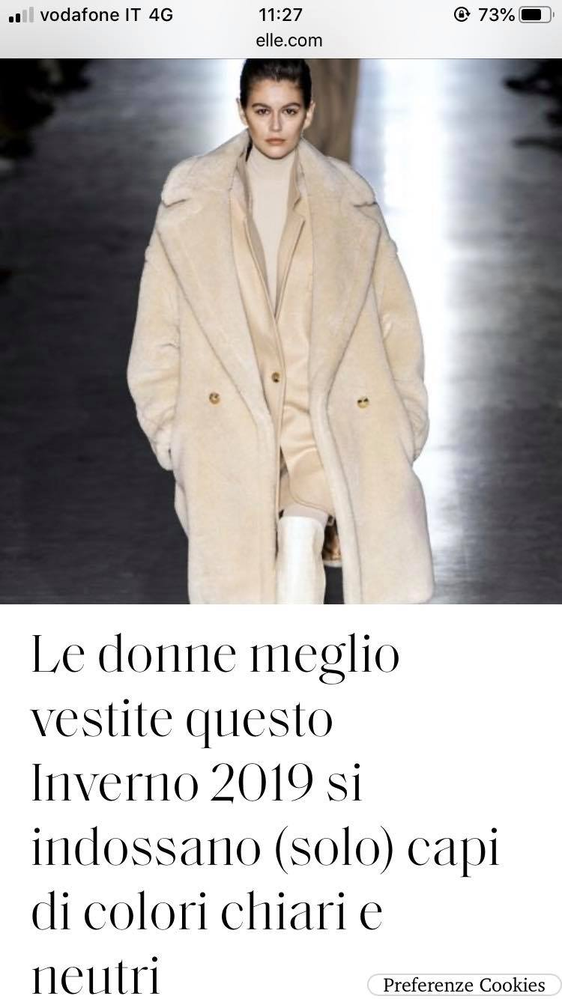 vodafone IT 4G 11:27 73%
elle.com
Le donne meglio
vestite questo
Inverno 2019 si
indossano (solo) capi
di colori chiari e
neutri
Preferenze Cookies